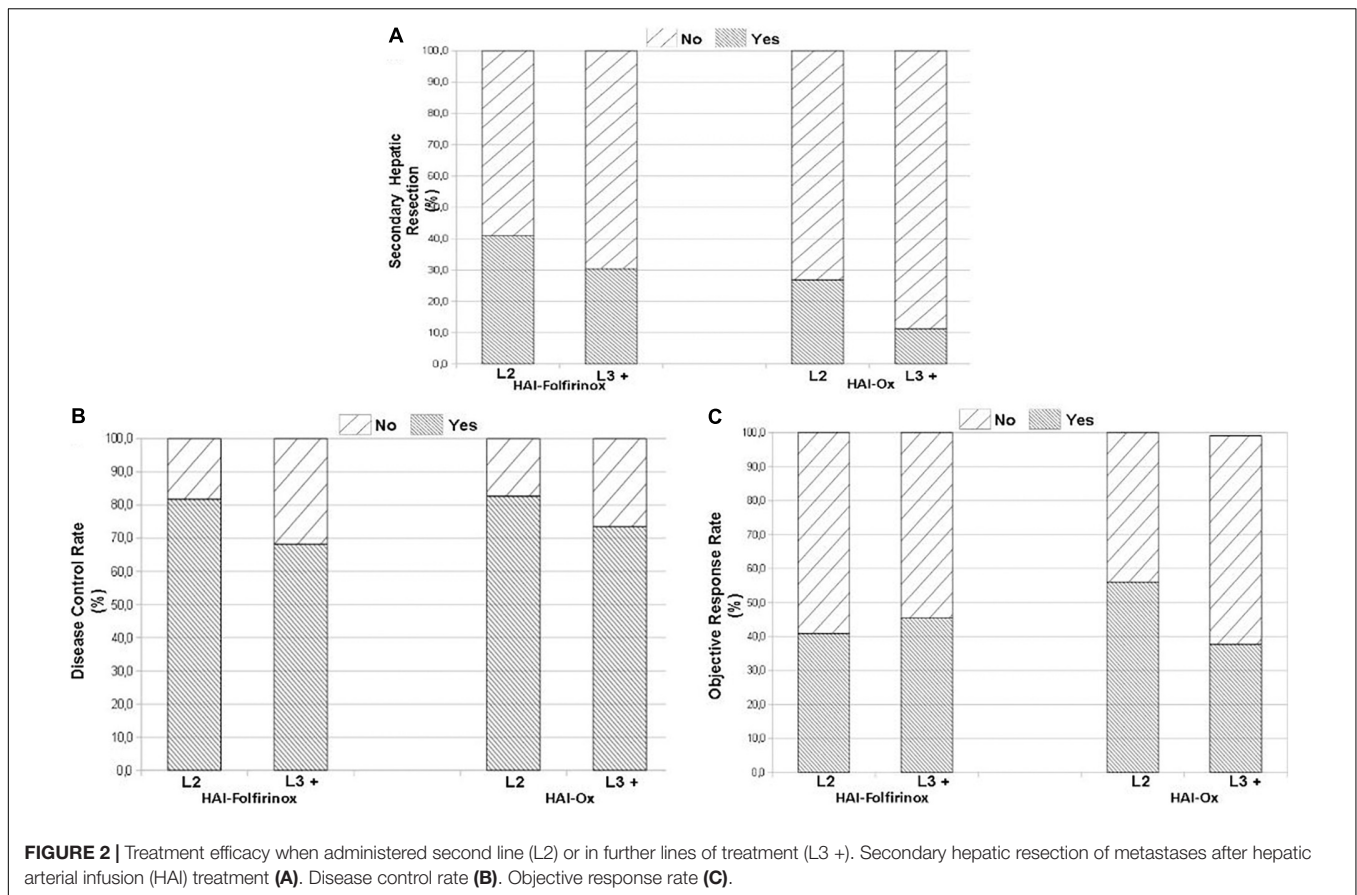 A
No Yes
100,0
90,0
80,0
70,0
60,0
50,0
40,0
30,0
20,0
10,0
0,0
Secondary Hepatic
Resection
(%)
L2 L3 + L2 L3 +
HAI-Folfirinox HAI-Ox
B
No Yes
100,0
90,0
80,0
70,0
60,0
50,0
40,0
30,0
20,0
10,0
0,0
Disease Control Rate
(%)
L2 L3 + L2 L3 +
HAI-Folfirinox HAI-Ox
C
No Yes
100,0
90,0
80,0
70,0
60,0
50,0
40,0
30,0
20,0
10,0
0,0
Objective Response Rate
(%)
L2 L3 + L2 L3 +
HAI-Folfirinox HAI-Ox
FIGURE 2 | Treatment efficacy when administered second line (L2) or in further lines of treatment (L3 +). Secondary hepatic resection of metastases after hepatic
arterial infusion (HAI) treatment (A). Disease control rate (B). Objective response rate (C).